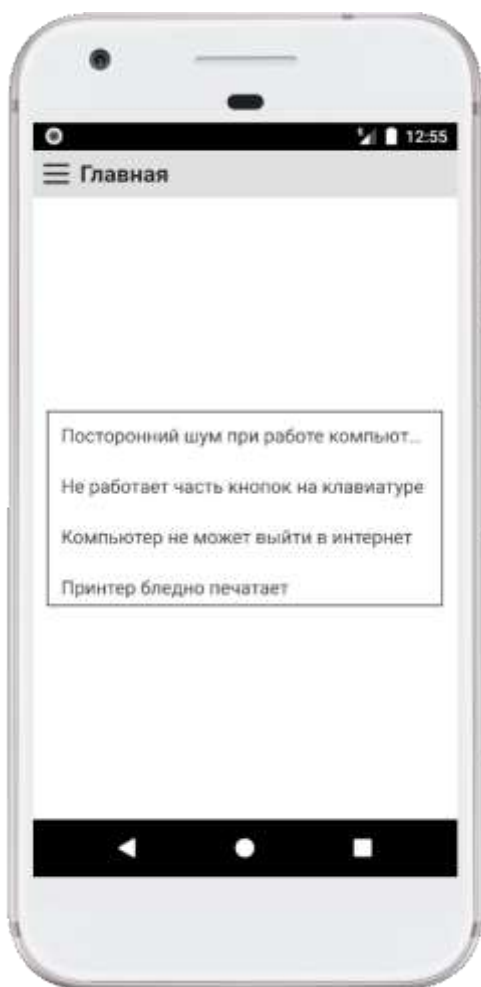 12:55
Главная
Посторонний шум при работе компьют...
Не работает часть кнопок на клавиатуре
Компьютер не может выйти в интернет
Принтер бледно печатает